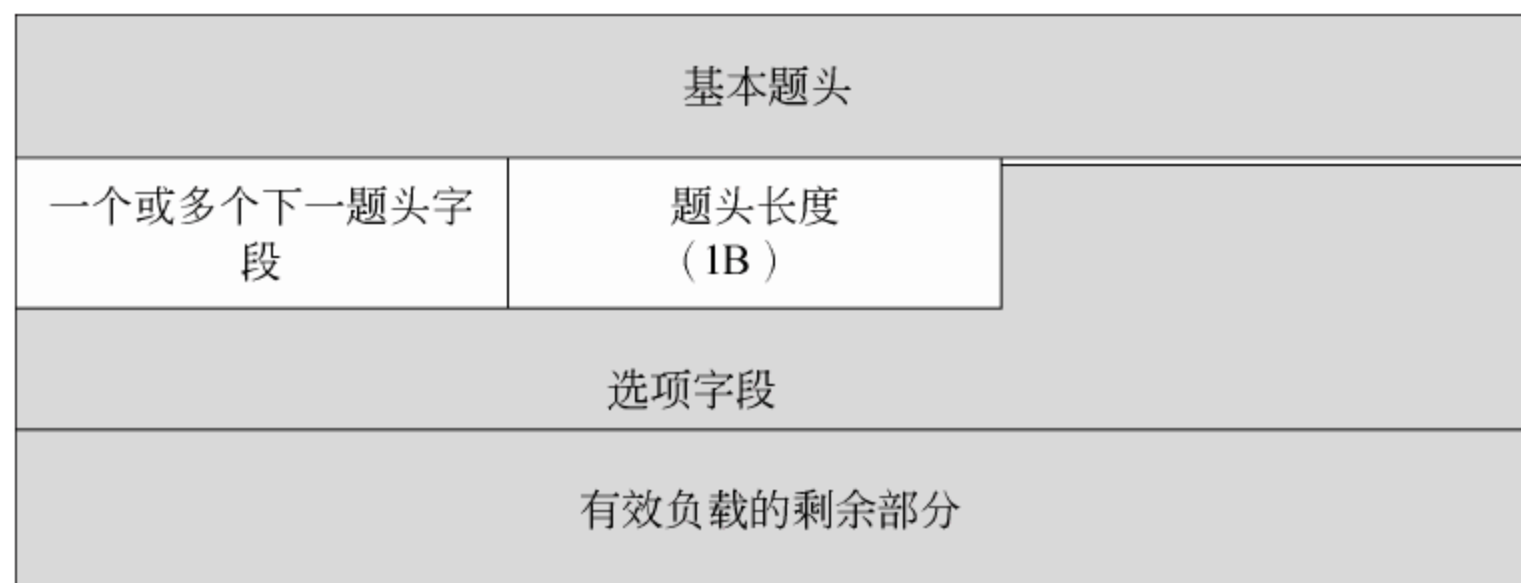 基本题头
一个或多个下一题头字
段
题头长度
（1B）
选项字段
有效负载的剩余部分